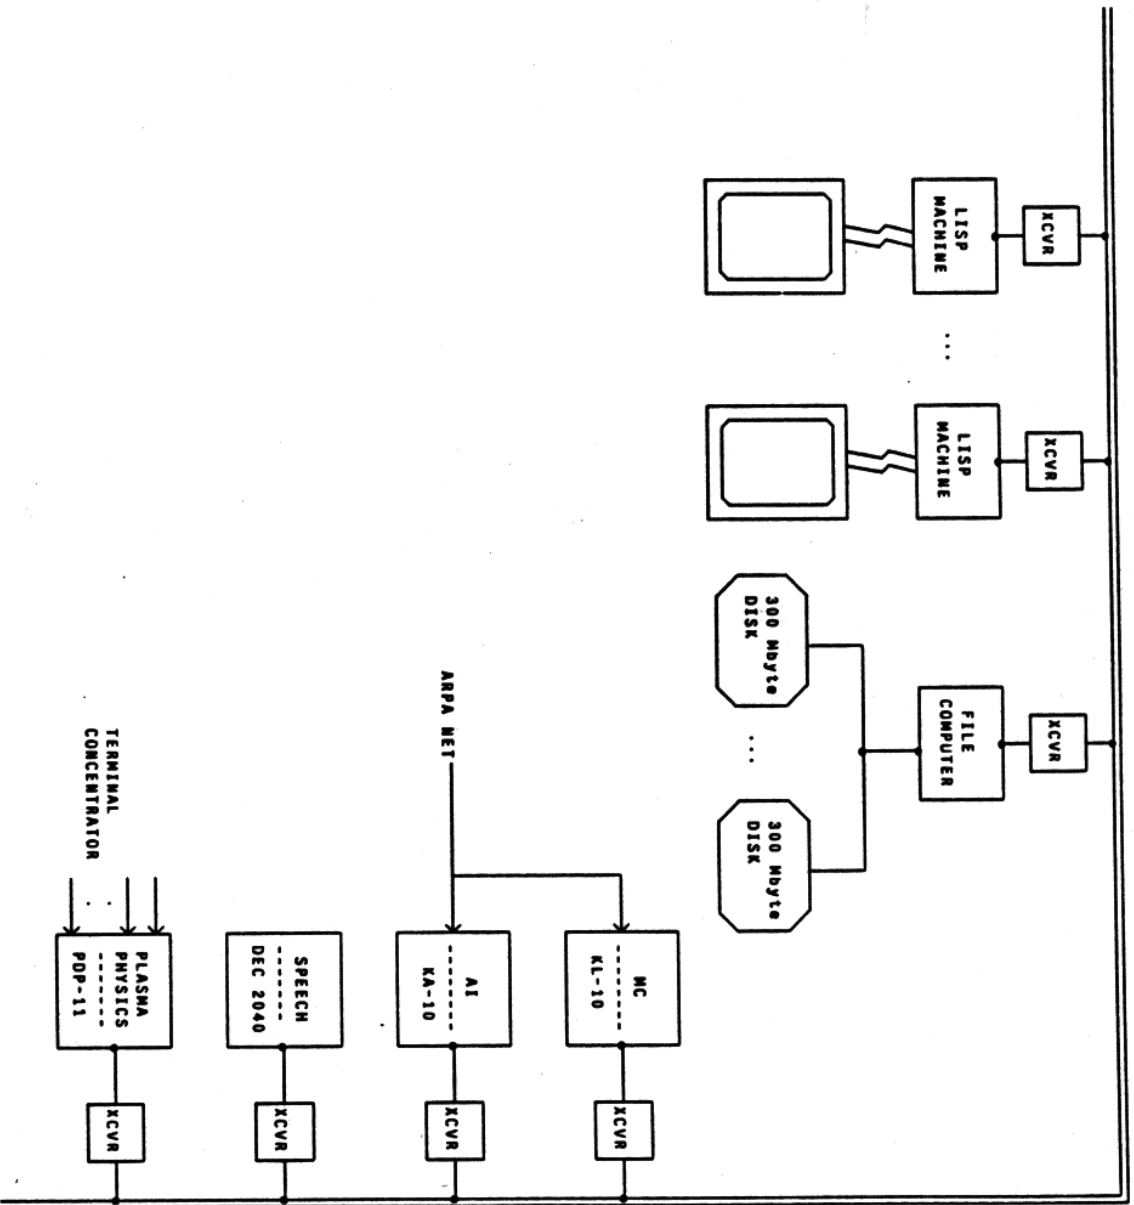 XCVR
LISP
MACHINE
...
XCVR
LISP
MACHINE
XCVR
FILE
COMPUTER
300 Mbyte
DISK
...
300 Mbyte
DISK
XCVR
MC
--------
KL-10
ARPA NET
XCVR
AI
--------
KA-10
XCVR
SPEECH
-------
DEC 2040
XCVR
TERMINAL
CONCENTRATOR
PLASMA
PHYSICS
-------
PDP-11
XCVR